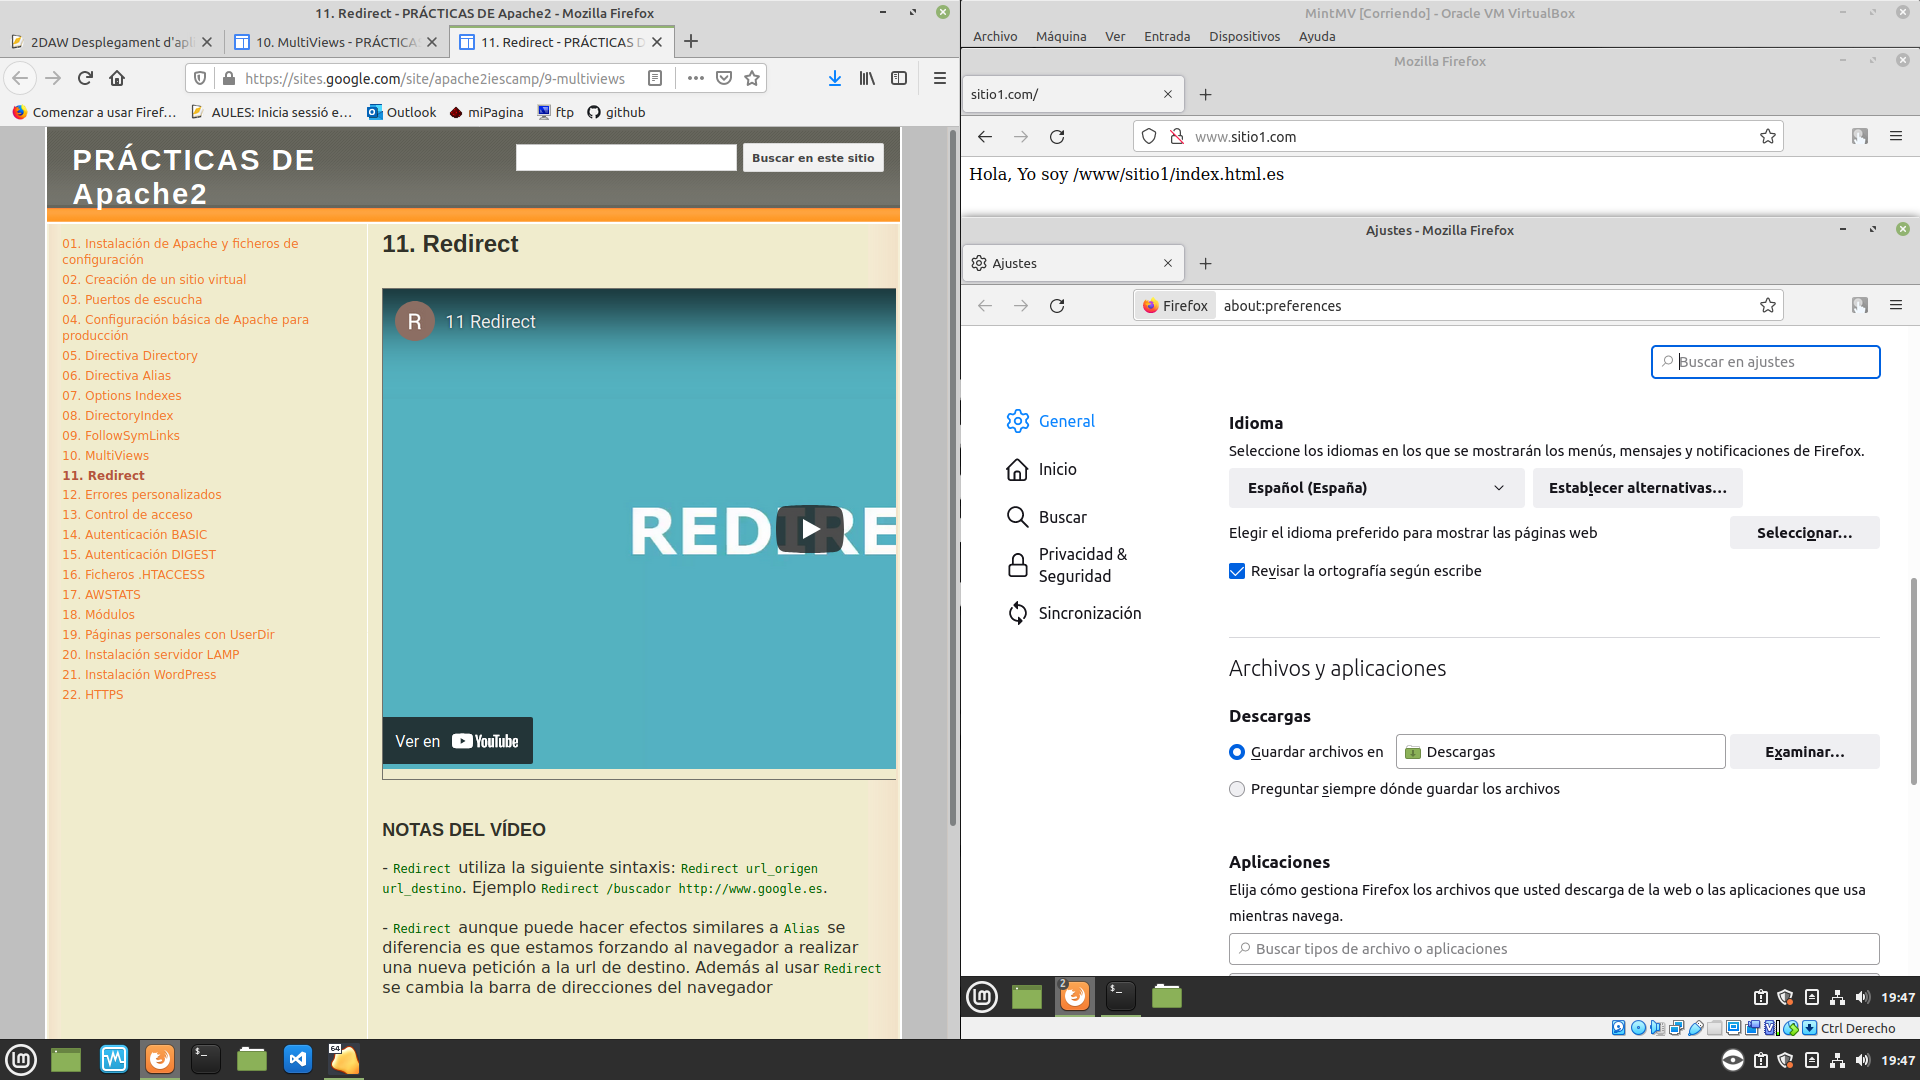 11. Redirect - PRÁCTICAS DE Apache2 - Mozilla Firefox
2DAW Desplegament d'apl
10. MultiViews - PRÁCTICA
11. Redirect - PRÁCTICAS D
https://sites.google.com/site/apache2iescamp/9-multiviews
Comenzar a usar Firef…
AULES: Inicia sessió e…
Outlook
miPagina
ftp
github
PRÁCTICAS DE
Apache2
Buscar en este sitio
01. Instalación de Apache y ficheros de
configuración
02. Creación de un sitio virtual
03. Puertos de escucha
04. Configuración básica de Apache para
producción
05. Directiva Directory
06. Directiva Alias
07. Options Indexes
08. DirectoryIndex
09. FollowSymLinks
10. MultiViews
11. Redirect
12. Errores personalizados
13. Control de acceso
14. Autenticación BASIC
15. Autenticación DIGEST
16. Ficheros .HTACCESS
17. AWSTATS
18. Módulos
19. Páginas personales con UserDir
20. Instalación servidor LAMP
21. Instalación WordPress
22. HTTPS
11. Redirect
R
11 Redirect
REDIRE
Ver en YouTube
NOTAS DEL VÍDEO
- Redirect utiliza la siguiente sintaxis: Redirect url_origen
url_destino. Ejemplo Redirect /buscador http://www.google.es.
- Redirect aunque puede hacer efectos similares a Alias se
diferencia es que estamos forzando al navegador a realizar
una nueva petición a la url de destino. Además al usar Redirect
se cambia la barra de direcciones del navegador
64
19:47
MintMV [Corriendo] - Oracle VM VirtualBox
Archivo Máquina Ver Entrada Dispositivos Ayuda
Mozilla Firefox
sitio1.com/
www.sitio1.com
Hola, Yo soy /www/sitio1/index.html.es
Ajustes - Mozilla Firefox
Ajustes
Firefox
about:preferences
Buscar en ajustes
General
Inicio
Buscar
Privacidad &
Seguridad
Sincronización
Idioma
Seleccione los idiomas en los que se mostrarán los menús, mensajes y notificaciones de Firefox.
Español (España)
Establecer alternativas…
Elegir el idioma preferido para mostrar las páginas web
Seleccionar…
Revisar la ortografía según escribe
Archivos y aplicaciones
Descargas
Guardar archivos en
Descargas
Examinar…
Preguntar siempre dónde guardar los archivos
Aplicaciones
Elija cómo gestiona Firefox los archivos que usted descarga de la web o las aplicaciones que usa
mientras navega.
Buscar tipos de archivo o aplicaciones
2
19:47
Ctrl Derecho